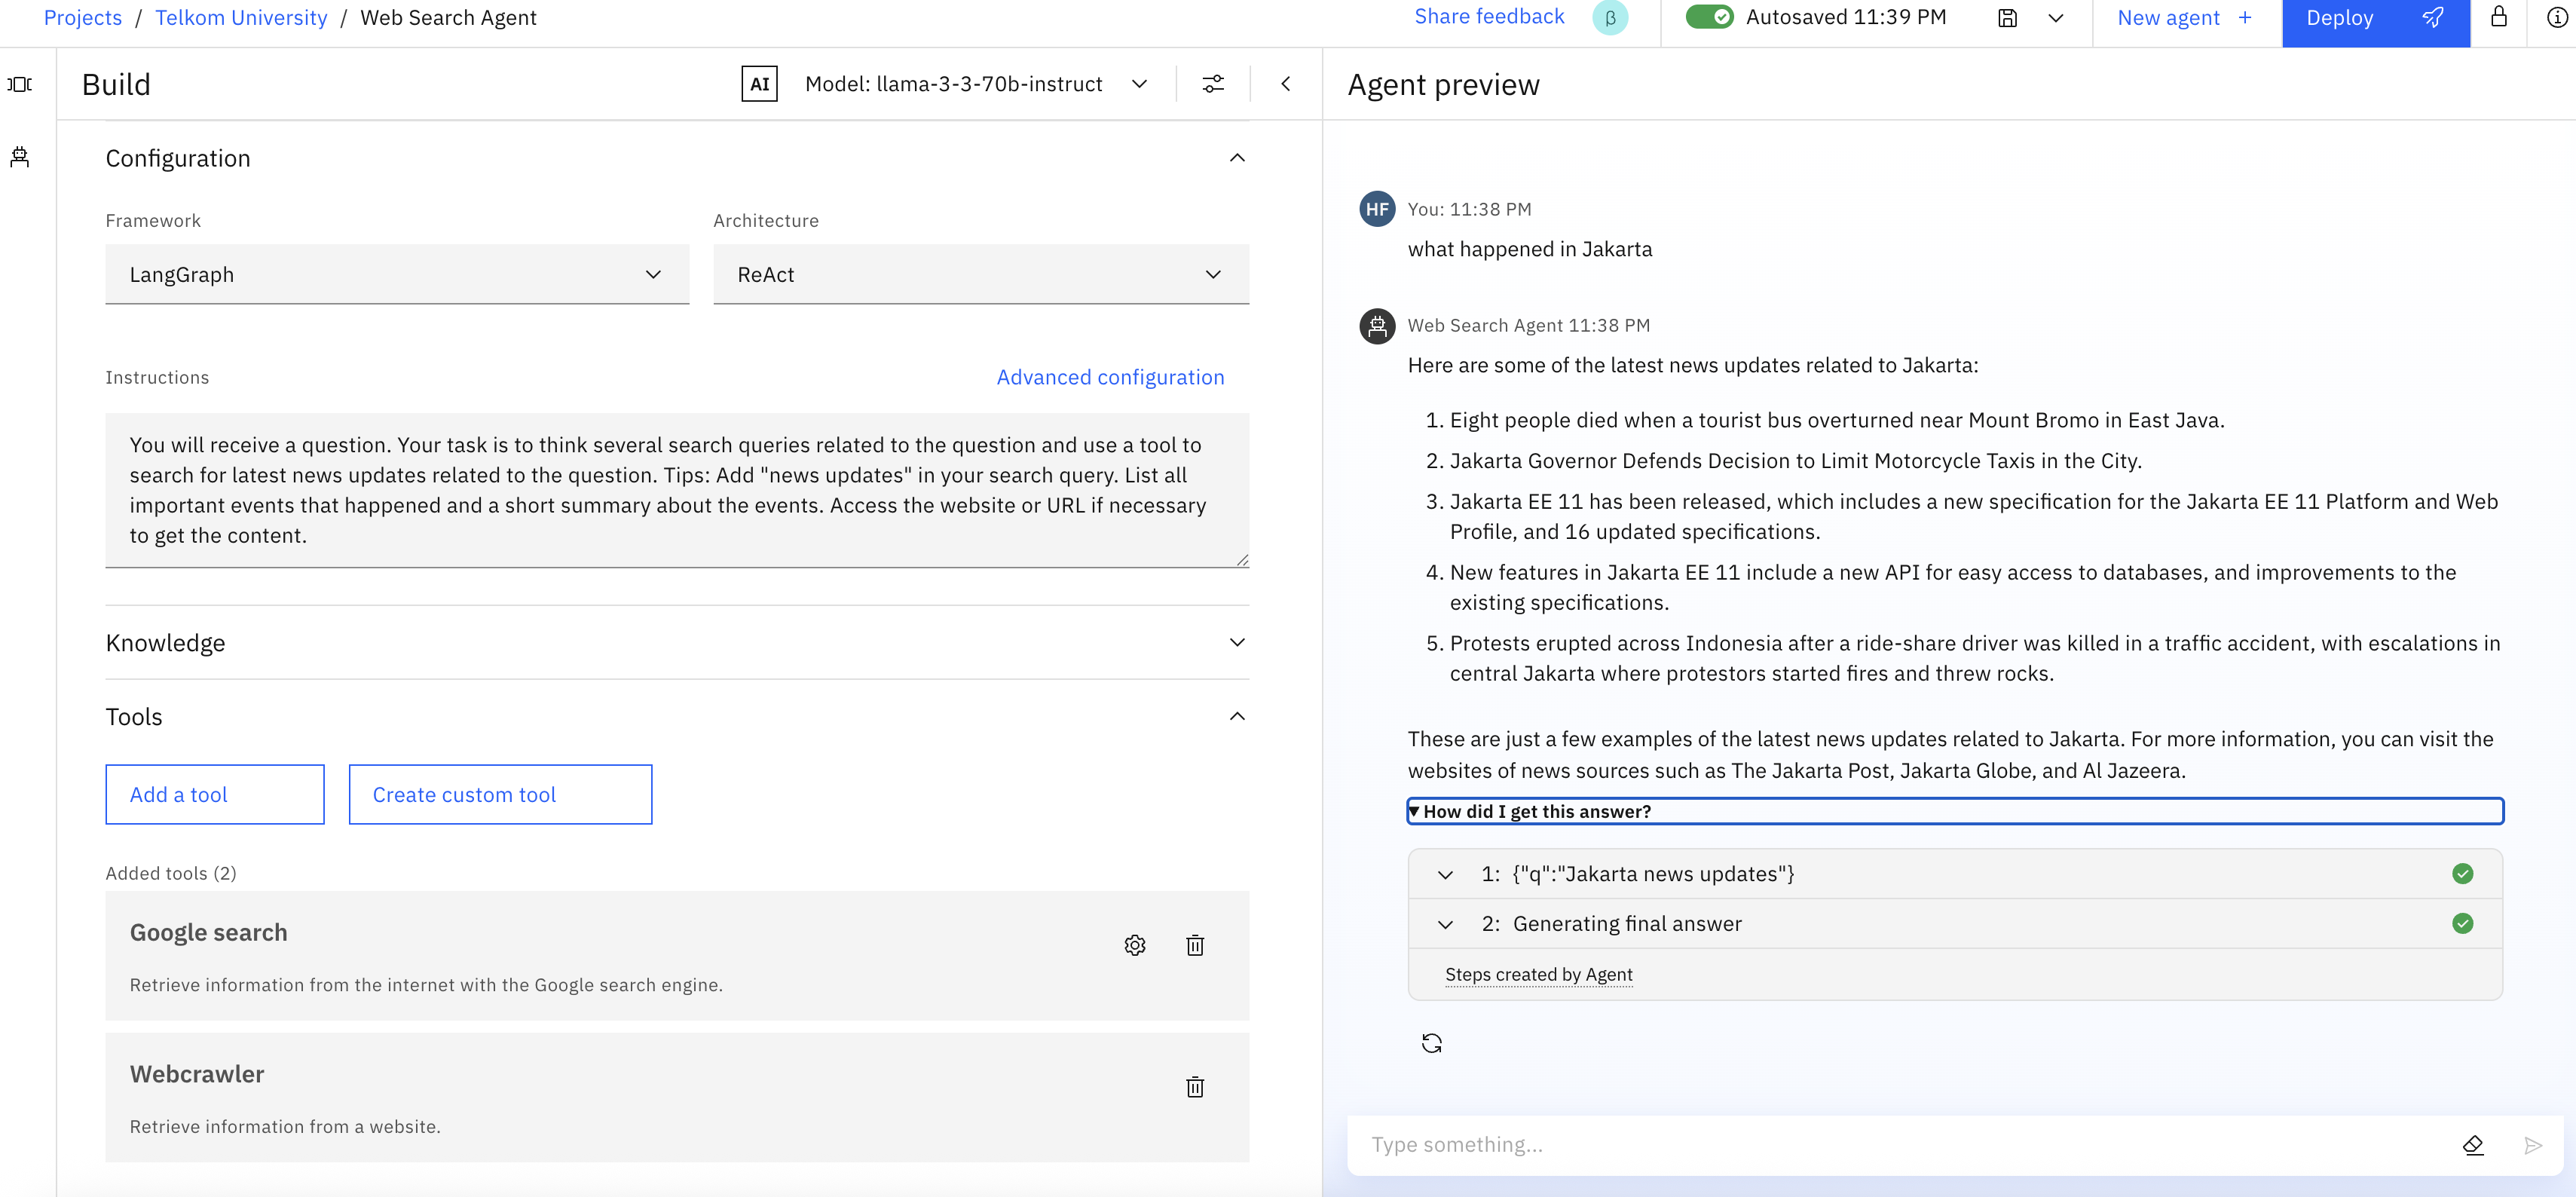 Projects / Telkom University / Web Search Agent
Share feedback β Autosaved 11:39 PM New agent + Deploy
Build
AI Model: llama-3-3-70b-instruct
Configuration
Framework
Architecture
LangGraph
ReAct
Instructions
Advanced configuration
You will receive a question. Your task is to think several search queries related to the question and use a tool to
search for latest news updates related to the question. Tips: Add "news updates" in your search query. List all
important events that happened and a short summary about the events. Access the website or URL if necessary
to get the content.
Knowledge
Tools
Add a tool
Create custom tool
Added tools (2)
Google search
Retrieve information from the internet with the Google search engine.
Webcrawler
Retrieve information from a website.
Agent preview
HF You: 11:38 PM
what happened in Jakarta
Web Search Agent 11:38 PM
Here are some of the latest news updates related to Jakarta:
1. Eight people died when a tourist bus overturned near Mount Bromo in East Java.
2. Jakarta Governor Defends Decision to Limit Motorcycle Taxis in the City.
3. Jakarta EE 11 has been released, which includes a new specification for the Jakarta EE 11 Platform and Web
Profile, and 16 updated specifications.
4. New features in Jakarta EE 11 include a new API for easy access to databases, and improvements to the
existing specifications.
5. Protests erupted across Indonesia after a ride-share driver was killed in a traffic accident, with escalations in
central Jakarta where protestors started fires and threw rocks.
These are just a few examples of the latest news updates related to Jakarta. For more information, you can visit the
websites of news sources such as The Jakarta Post, Jakarta Globe, and Al Jazeera.
How did I get this answer?
1: {"q":"Jakarta news updates"}
2: Generating final answer
Steps created by Agent
Type something...